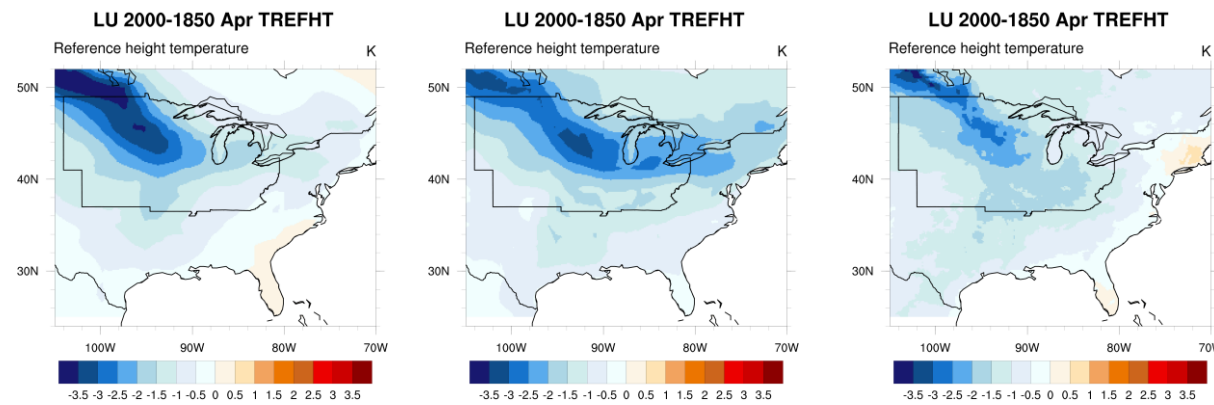 LU 2000-1850 Apr TREFHT
Reference height temperature K
50N
40N
30N
100W 90W 80W 70W
-3.5 -3 -2.5 -2 -1.5 -1 -0.5 0 0.5 1 1.5 2 2.5 3 3.5
LU 2000-1850 Apr TREFHT
Reference height temperature K
50N
40N
30N
100W 90W 80W 70W
-3.5 -3 -2.5 -2 -1.5 -1 -0.5 0 0.5 1 1.5 2 2.5 3 3.5
LU 2000-1850 Apr TREFHT
Reference height temperature K
50N
40N
30N
100W 90W 80W 70W
-3.5 -3 -2.5 -2 -1.5 -1 -0.5 0 0.5 1 1.5 2 2.5 3 3.5